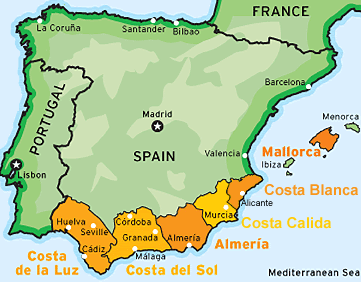 FRANCE
La Coruña
Santander
Bilbao
Barcelona
PORTUGAL
Madrid
Menorca
Mallorca
Ibiza
SPAIN
Valencia
Lisbon
Costa Blanca
Alicante
Murcia
Costa Calida
Huelva
Seville
Córdoba
Granada
Almería
Almería
Cádiz
Málaga
Costa
de la Luz
Costa del Sol
Mediterranean Sea